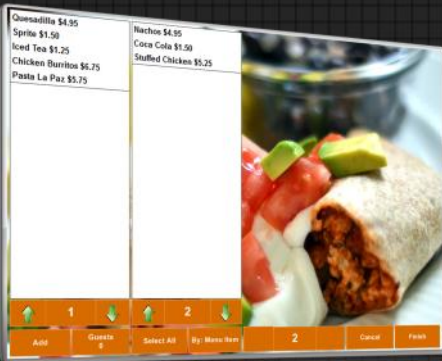 Quesadilla $4.95
Sprite $1.50
Iced Tea $1.25
Chicken Burritos $6.75
Pasta La Paz $5.75
Nachos $4.95
Coca Cola $1.50
Stuffed Chicken $5.25
1
2
Add
Guests
Select All
By: Menu Item
2
Cancel
Finish